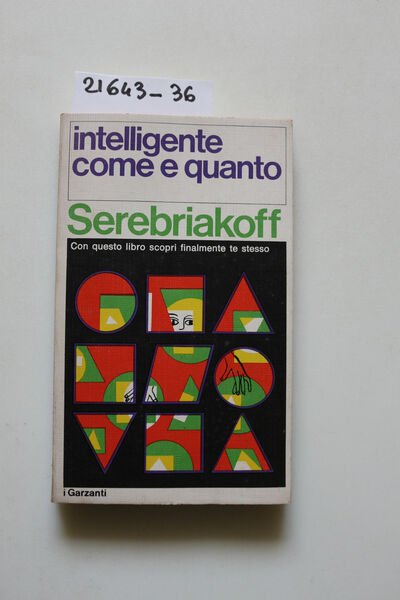 21643-36
intelligente
come e quanto
Serebriakoff
Con questo libro scopri finalmente te stesso
i Garzanti